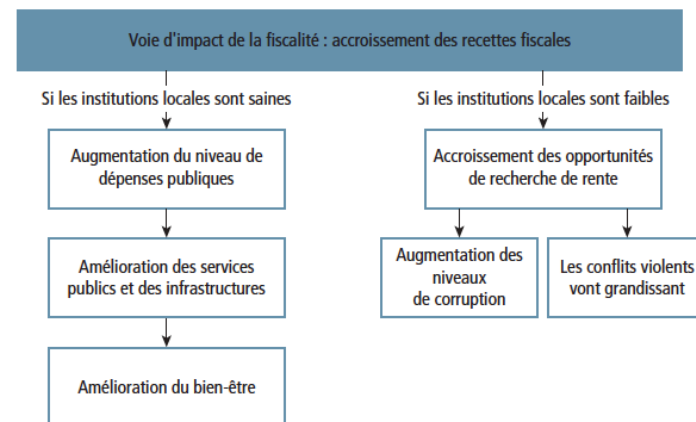 Voie d'impact de la fiscalité : accroissement des recettes fiscales
Si les institutions locales sont saines
Augmentation du niveau de
dépenses publiques
Amélioration des services
publics et des infrastructures
Amélioration du bien-être
Si les institutions locales sont faibles
Accroissement des opportunités
de recherche de rente
Augmentation des
niveaux
de corruption
Les conflits violents
vont grandissant